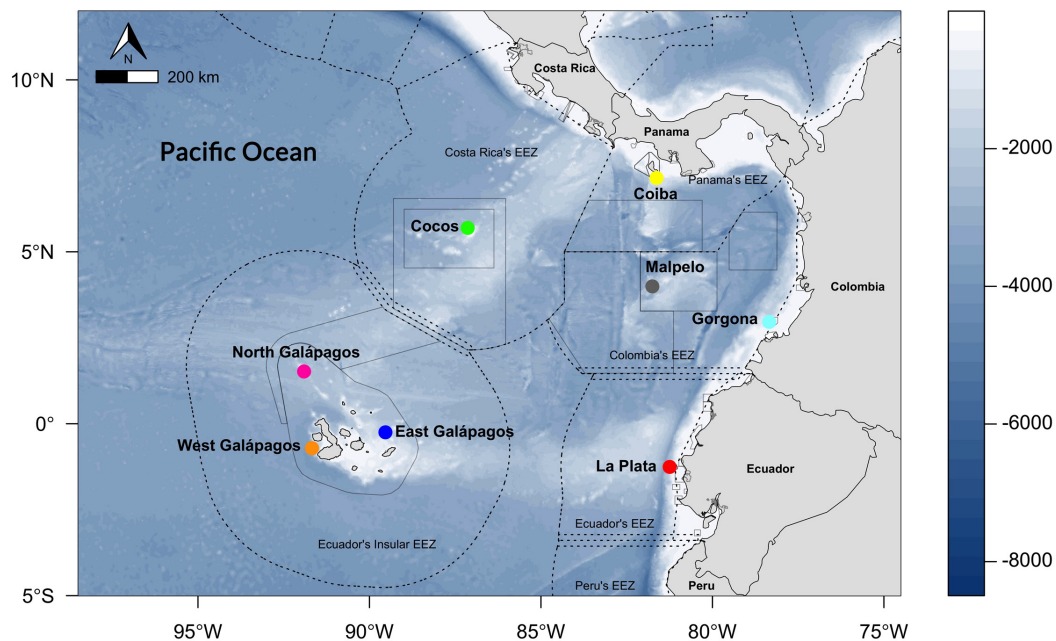 N
200 km
10°N
5°N
0°
5°S
95°W
90°W
85°W
80°W
75°W
Pacific Ocean
Costa Rica
Panama
Costa Rica's EEZ
Panama's EEZ
Coiba
Cocos
Malpelo
Colombia
Gorgona
North Galápagos
Colombia's EEZ
West Galápagos
East Galápagos
La Plata
Ecuador
Ecuador's EEZ
Ecuador's Insular EEZ
Peru's EEZ
Peru
-2000
-4000
-6000
-8000